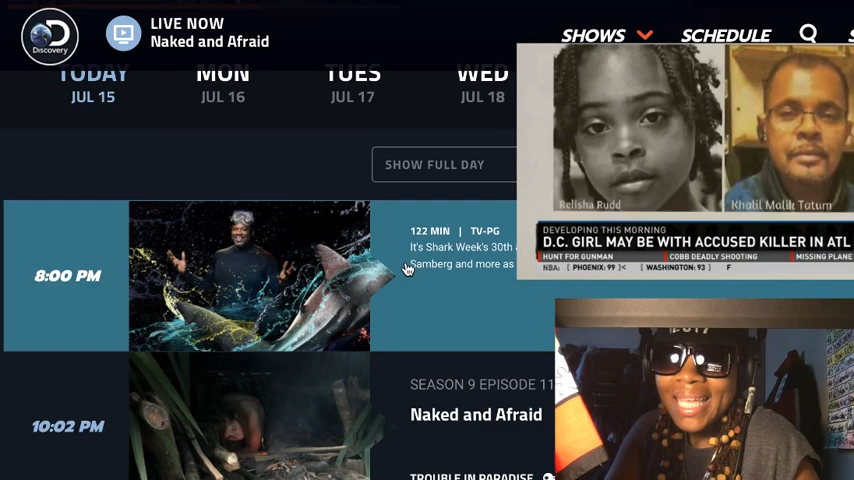 Discovery
LIVE NOW
Naked and Afraid
SHOWS
SCHEDULE
TODAY
JUL 15
MON
JUL 16
TUES
JUL 17
WED
JUL 18
SHOW FULL DAY
8:00 PM
122 MIN | TV-PG
It's Shark Week's 30th
Samberg and more as
Relisha Rudd
Khalil Malik Tatum
DEVELOPING THIS MORNING
D.C. GIRL MAY BE WITH ACCUSED KILLER IN ATL
HUNT FOR GUNMAN
COBB DEADLY SHOOTING
MISSING PLANE
NBA: [ PHOENIX: 99 ]< [ WASHINGTON: 93 ] F
10:02 PM
SEASON 9 EPISODE 11
Naked and Afraid
TROUBLE IN PARADISE